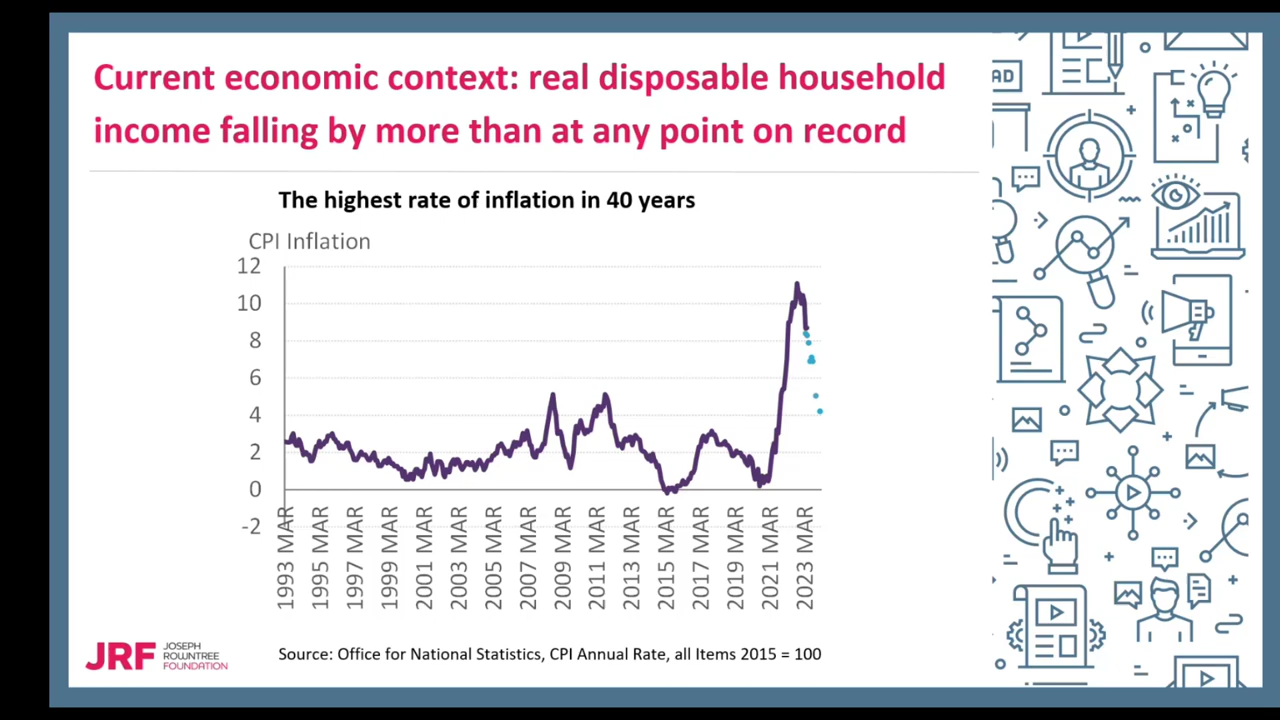 Current economic context: real disposable household
income falling by more than at any point on record
The highest rate of inflation in 40 years
CPI Inflation
12
10
8
6
4
2
0
-2
1993 MAR
1995 MAR
1997 MAR
1999 MAR
2001 MAR
2003 MAR
2005 MAR
2007 MAR
2009 MAR
2011 MAR
2013 MAR
2015 MAR
2017 MAR
2019 MAR
2021 MAR
2023 MAR
JRF
JOSEPH
ROWNTREE
FOUNDATION
Source: Office for National Statistics, CPI Annual Rate, all Items 2015 = 100
AD